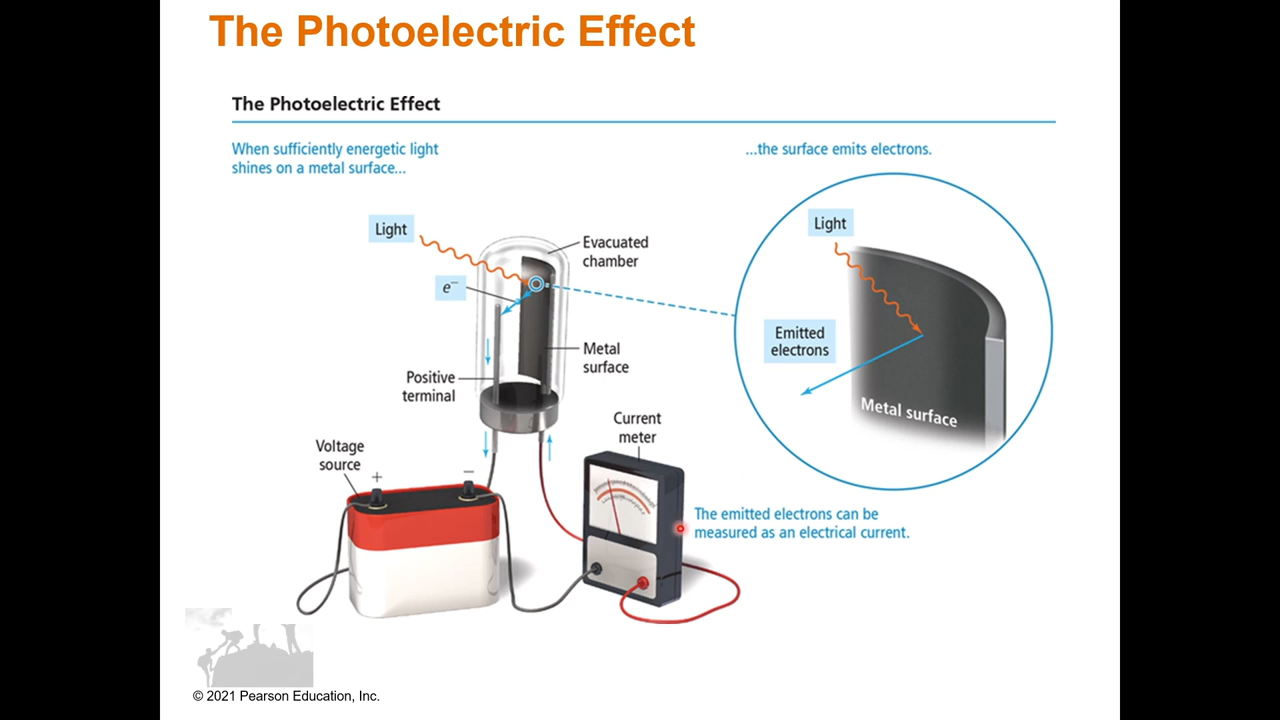 The Photoelectric Effect
The Photoelectric Effect
When sufficiently energetic light
shines on a metal surface...
...the surface emits electrons.
Light
Evacuated
chamber
e−
Metal
surface
Positive
terminal
Light
Emitted
electrons
Metal surface
Current
meter
Voltage
source
+
−
The emitted electrons can be
measured as an electrical current.
© 2021 Pearson Education, Inc.